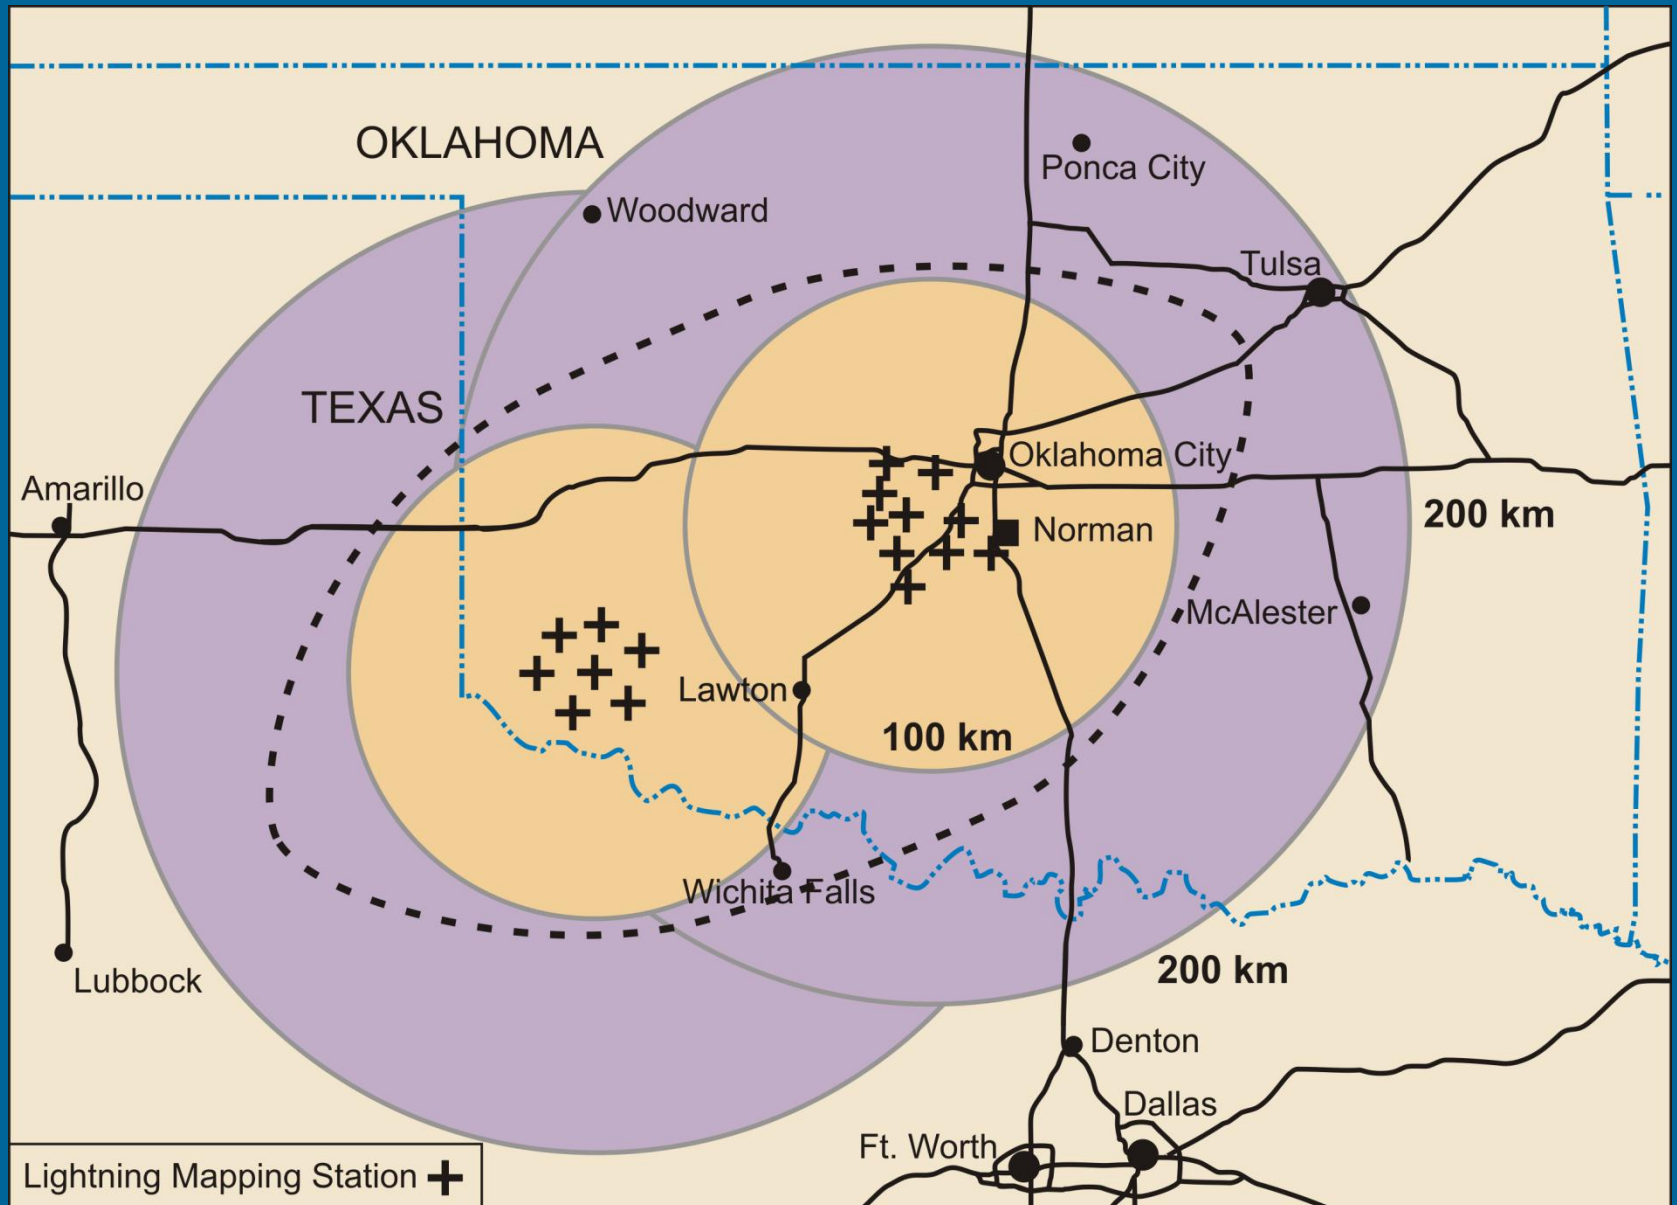 OKLAHOMA
Ponca City
Woodward
Tulsa
TEXAS
Oklahoma City
Amarillo
200 km
Norman
McAlester
Lawton
100 km
Wichita Falls
200 km
Lubbock
Denton
Dallas
Ft. Worth
Lightning Mapping Station